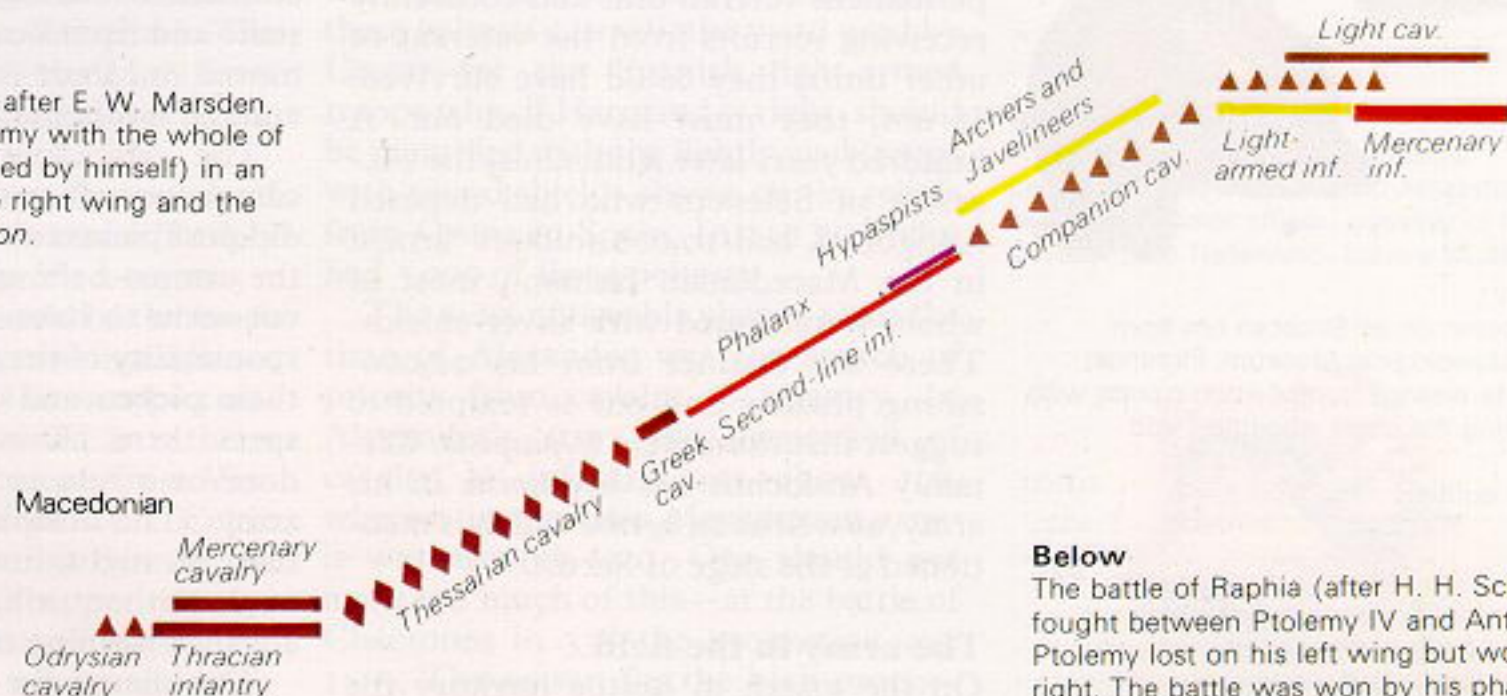 after E. W. Marsden.
my with the whole of
ed by himself) in an
right wing and the
on.
Light cav.
Archers and
Javelineers
Light-
armed inf.
Mercenary
inf.
Hypaspists
Companion cav.
Phalanx
Second-line inf.
Greek
cav.
Thessalian cavalry
Macedonian
Mercenary
cavalry
Odrysian
cavalry
Thracian
infantry
Below
The battle of Raphia (after H. H. Sc
fought between Ptolemy IV and Ant
Ptolemy lost on his left wing but wo
right. The battle was won by his ph